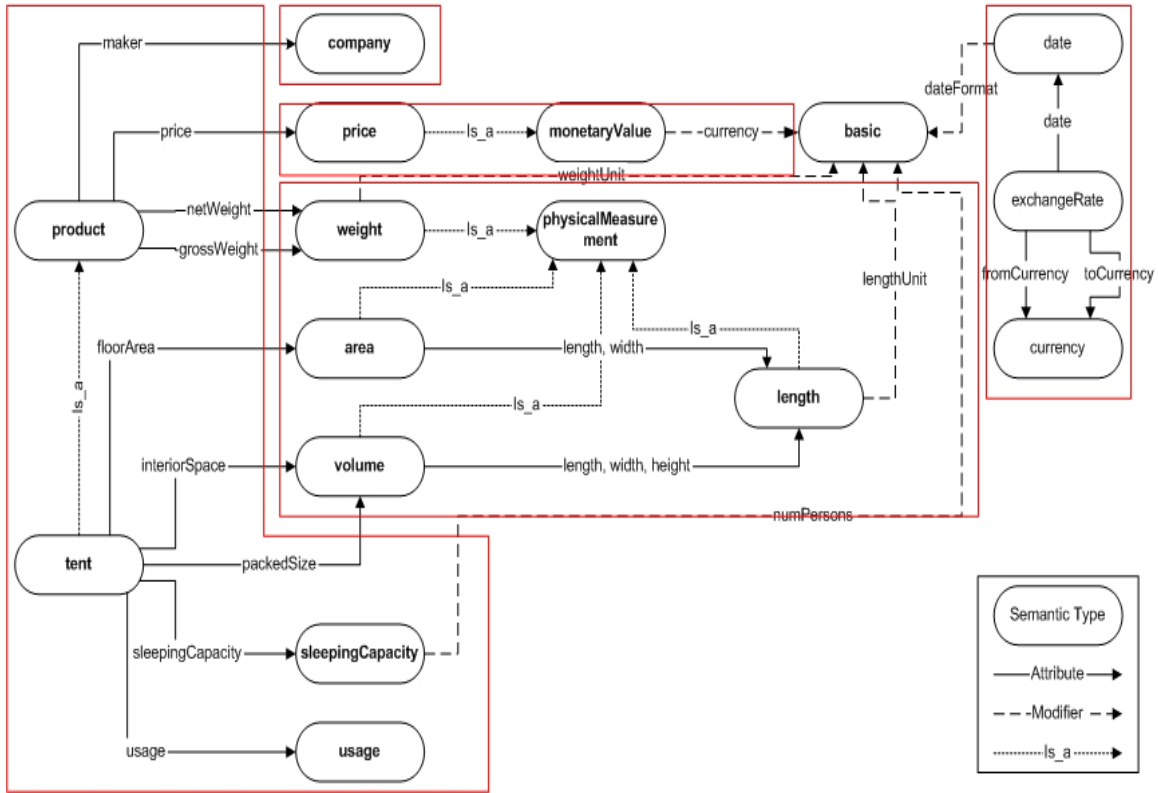 maker
company
date
dateFormat
price
price
Is_a
monetaryValue
currency
basic
date
weightUnit
product
netWeight
grossWeight
weight
Is_a
physicalMeasure
ment
exchangeRate
fromCurrency
toCurrency
lengthUnit
Is_a
floorArea
area
length, width
Is_a
currency
Is_a
Is_a
length
interiorSpace
volume
length, width, height
numPersons
tent
packedSize
sleepingCapacity
sleepingCapacity
usage
usage
Semantic Type
Attribute
Modifier
Is_a